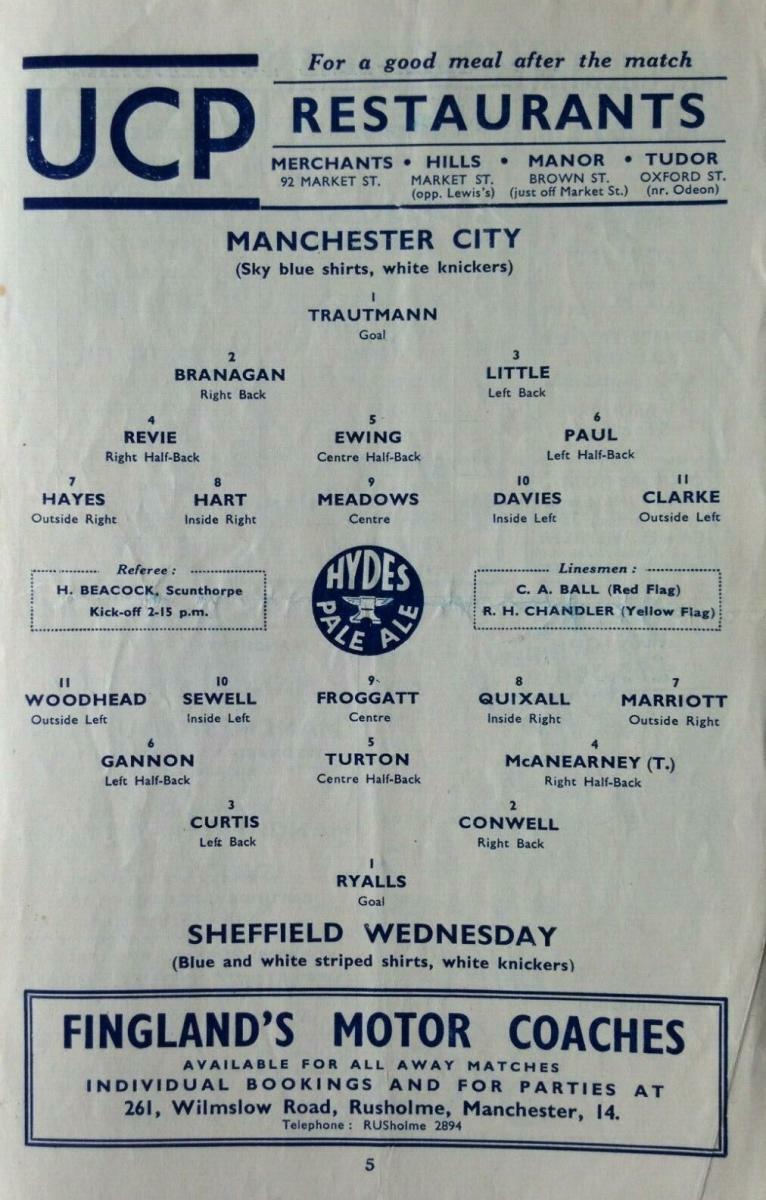 For a good meal after the match
UCP RESTAURANTS
MERCHANTS • HILLS • MANOR • TUDOR
92 MARKET ST. MARKET ST. BROWN ST. OXFORD ST.
(opp. Lewis's) (just off Market St.) (nr. Odeon)
MANCHESTER CITY
(Sky blue shirts, white knickers)
1
TRAUTMANN
Goal
2 3
BRANAGAN LITTLE
Right Back Left Back
4 5 6
REVIE EWING PAUL
Right Half-Back Centre Half-Back Left Half-Back
7 8 9 10 11
HAYES HART MEADOWS DAVIES CLARKE
Outside Right Inside Right Centre Inside Left Outside Left
Referee : Linesmen :
H. BEACOCK, Scunthorpe C. A. BALL (Red Flag)
Kick-off 2-15 p.m. R. H. CHANDLER (Yellow Flag)
HYDES
PALE ALE
11 10 9 8 7
WOODHEAD SEWELL FROGGATT QUIXALL MARRIOTT
Outside Left Inside Left Centre Inside Right Outside Right
6 5 4
GANNON TURTON McANEARNEY (T.)
Left Half-Back Centre Half-Back Right Half-Back
3 2
CURTIS CONWELL
Left Back Right Back
1
RYALLS
Goal
SHEFFIELD WEDNESDAY
(Blue and white striped shirts, white knickers)
FINGLAND'S MOTOR COACHES
AVAILABLE FOR ALL AWAY MATCHES
INDIVIDUAL BOOKINGS AND FOR PARTIES AT
261, Wilmslow Road, Rusholme, Manchester, 14.
Telephone : RUSholme 2894
5